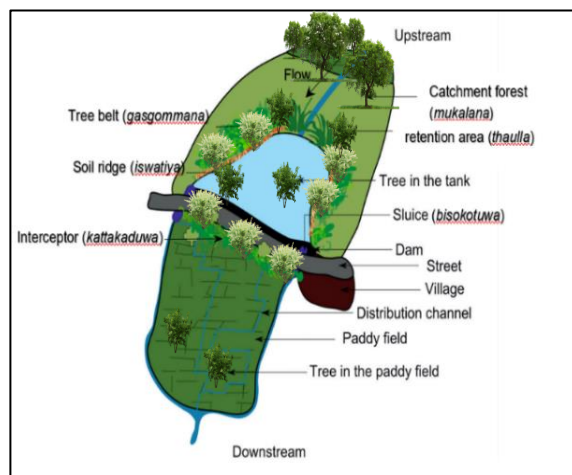 Upstream
Flow
Catchment forest
(mukalana)
Tree belt (gasgommana)
retention area (thaulla)
Soil ridge (iswatiya)
Tree in the tank
Sluice (bisokotuwa)
Interceptor (kattakaduwa)
Dam
Street
Village
Distribution channel
Paddy field
Tree in the paddy field
Downstream